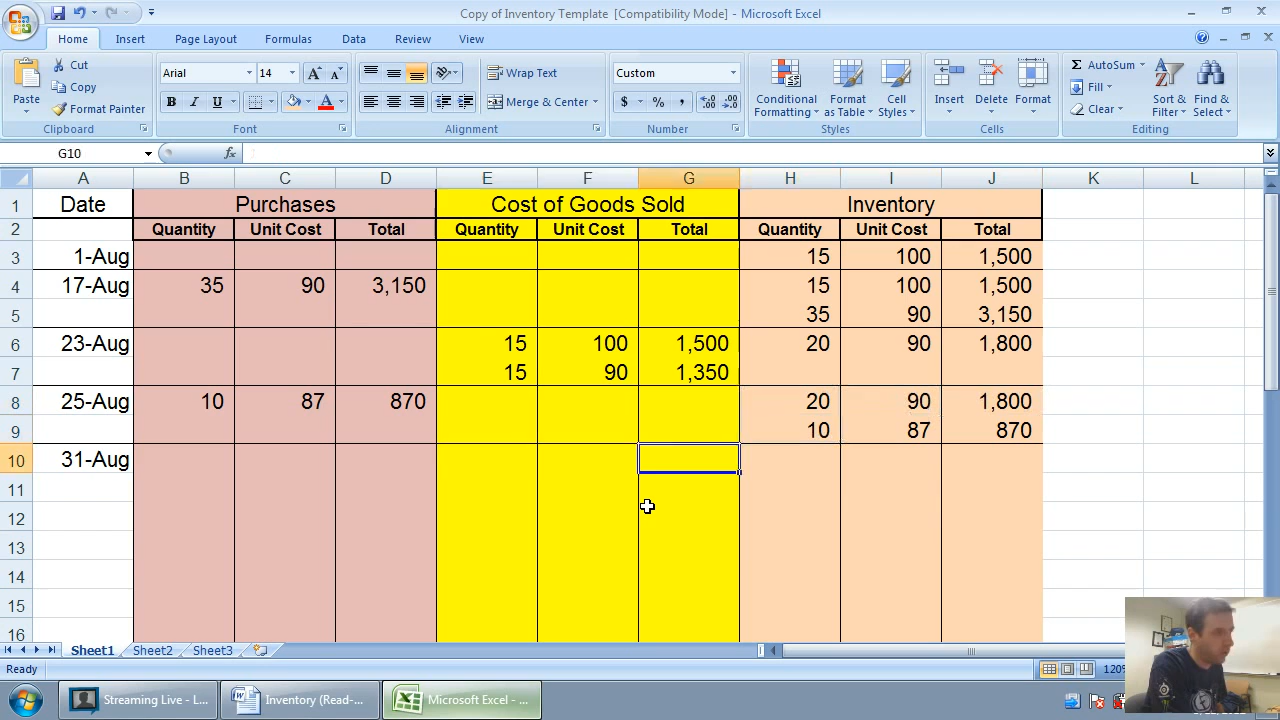 Copy of Inventory Template [Compatibility Mode] - Microsoft Excel
Home Insert Page Layout Formulas Data Review View
Paste Cut Copy Format Painter Clipboard
Arial 14 A A B I U A Font
Wrap Text Merge & Center Alignment
Custom $ % , Number
Conditional Formatting Format as Table Cell Styles Styles
Insert Delete Format Cells
Σ AutoSum Fill Clear Sort & Filter Find & Select Editing
G10 fx
A B C D E F G H I J K L
1 Date Purchases Cost of Goods Sold Inventory
2 Quantity Unit Cost Total Quantity Unit Cost Total Quantity Unit Cost Total
3 1-Aug 15 100 1,500
4 17-Aug 35 90 3,150 15 100 1,500
5 35 90 3,150
6 23-Aug 15 100 1,500 20 90 1,800
7 15 90 1,350
8 25-Aug 10 87 870 20 90 1,800
9 10 87 870
10 31-Aug
11
12
13
14
15
16
Sheet1 Sheet2 Sheet3
Ready 120%
Streaming Live - L... Inventory (Read-... Microsoft Excel - ...